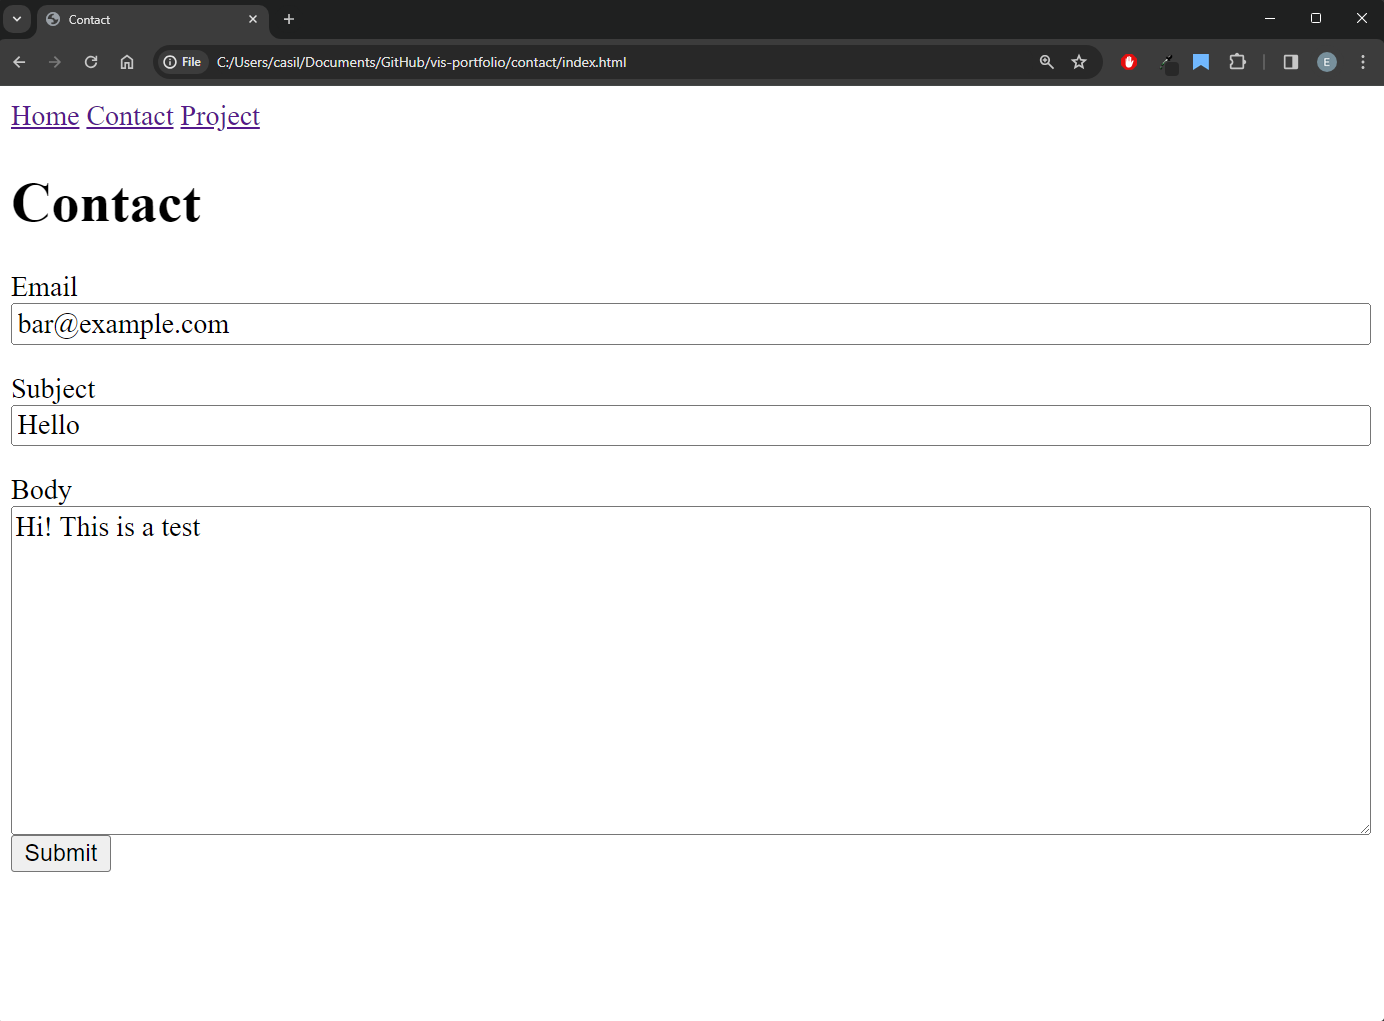 Contact
File C:/Users/casil/Documents/GitHub/vis-portfolio/contact/index.html
E
Home Contact Project
Contact
Email
bar@example.com
Subject
Hello
Body
Hi! This is a test
Submit